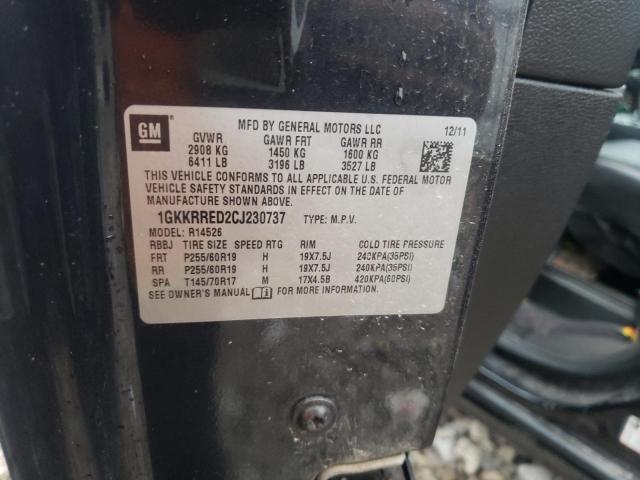 GM
MFD BY GENERAL MOTORS LLC 12/11
GVWR GAWR FRT GAWR RR
2908 KG 1450 KG 1600 KG
6411 LB 3196 LB 3527 LB
THIS VEHICLE CONFORMS TO ALL APPLICABLE U.S. FEDERAL MOTOR
VEHICLE SAFETY STANDARDS IN EFFECT ON THE DATE OF
MANUFACTURE SHOWN ABOVE.
1GKKRRED2CJ230737 TYPE: M.P.V.
MODEL: R14526
RBBJ TIRE SIZE SPEED RTG RIM COLD TIRE PRESSURE
FRT P255/60R19 H 19X7.5J 240KPA(35PSI)
RR P255/60R19 H 19X7.5J 240KPA(35PSI)
SPA T145/70R17 M 17X4.5B 420KPA(60PSI)
SEE OWNER'S MANUAL FOR MORE INFORMATION.